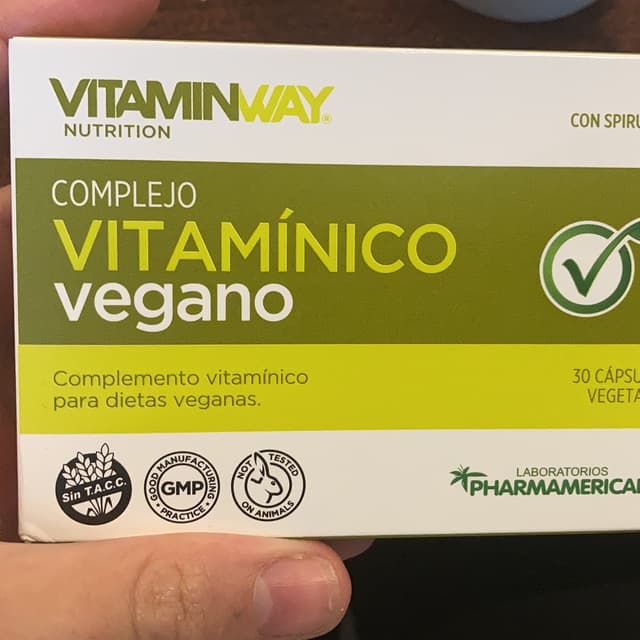 VITAMINWAY®
NUTRITION
CON SPIRU
COMPLEJO
VITAMÍNICO
vegano
Complemento vitamínico
para dietas veganas.
30 CÁPSU
VEGETA
Sin T.A.C.C.
GOOD MANUFACTURING
GMP
• PRACTICE •
NOT TESTED
ON ANIMALS
LABORATORIOS
PHARMAMERICAN